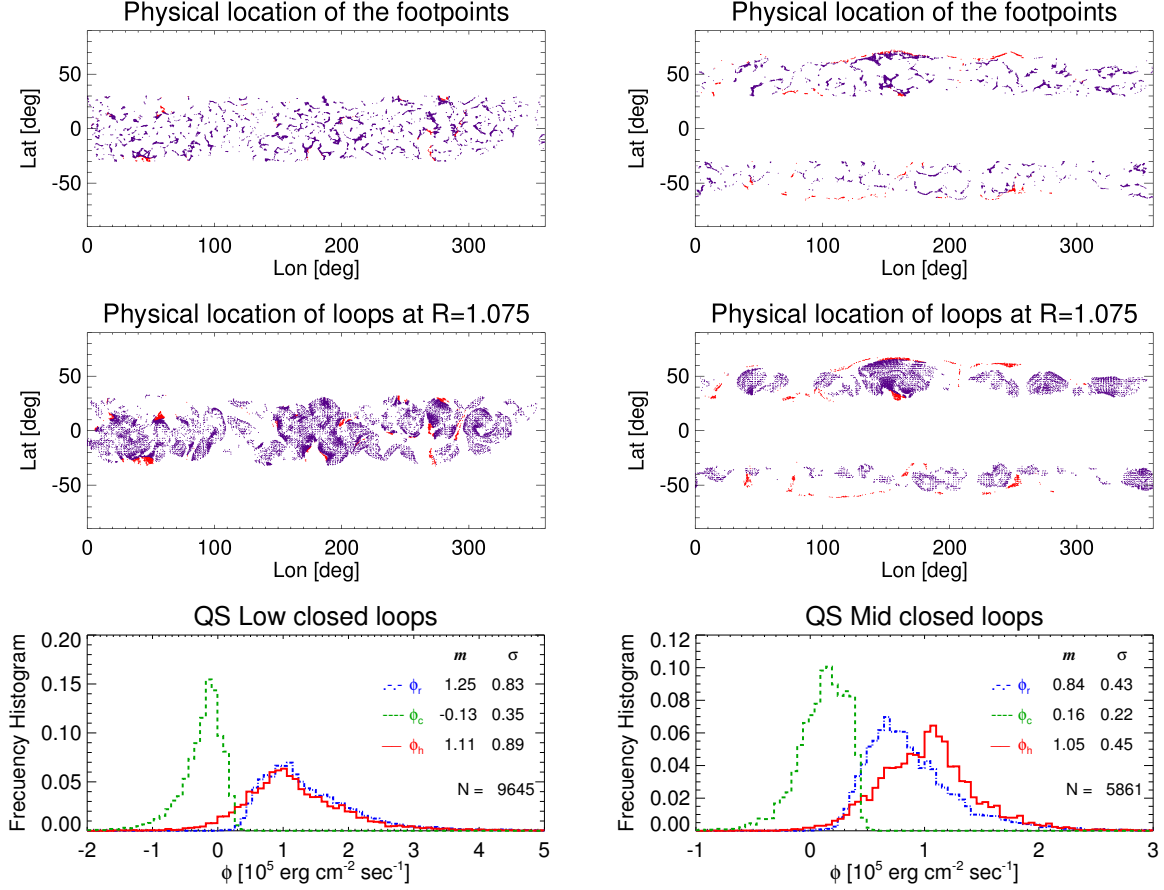 Physical location of the footpoints
Lat [deg]
50
0
-50
0 100 200 300
Lon [deg]
Physical location of the footpoints
Lat [deg]
50
0
-50
0 100 200 300
Lon [deg]
Physical location of loops at R=1.075
Lat [deg]
50
0
-50
0 100 200 300
Lon [deg]
Physical location of loops at R=1.075
Lat [deg]
50
0
-50
0 100 200 300
Lon [deg]
QS Low closed loops
Frecuency Histogram
0.20
0.15
0.10
0.05
0.00
m σ
ϕr 1.25 0.83
ϕc -0.13 0.35
ϕh 1.11 0.89
N = 9645
-2 -1 0 1 2 3 4 5
ϕ [10⁵ erg cm⁻² sec⁻¹]
QS Mid closed loops
Frecuency Histogram
0.12
0.10
0.08
0.06
0.04
0.02
0.00
m σ
ϕr 0.84 0.43
ϕc 0.16 0.22
ϕh 1.05 0.45
N = 5861
-1 0 1 2 3
ϕ [10⁵ erg cm⁻² sec⁻¹]